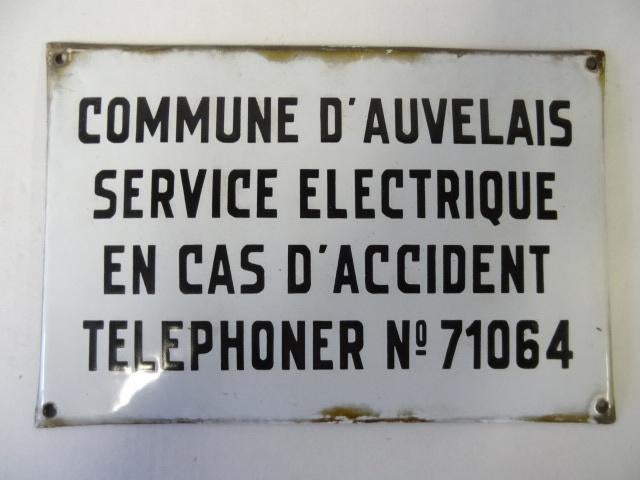 COMMUNE D'AUVELAIS
SERVICE ELECTRIQUE
EN CAS D'ACCIDENT
TELEPHONER Nº 71064